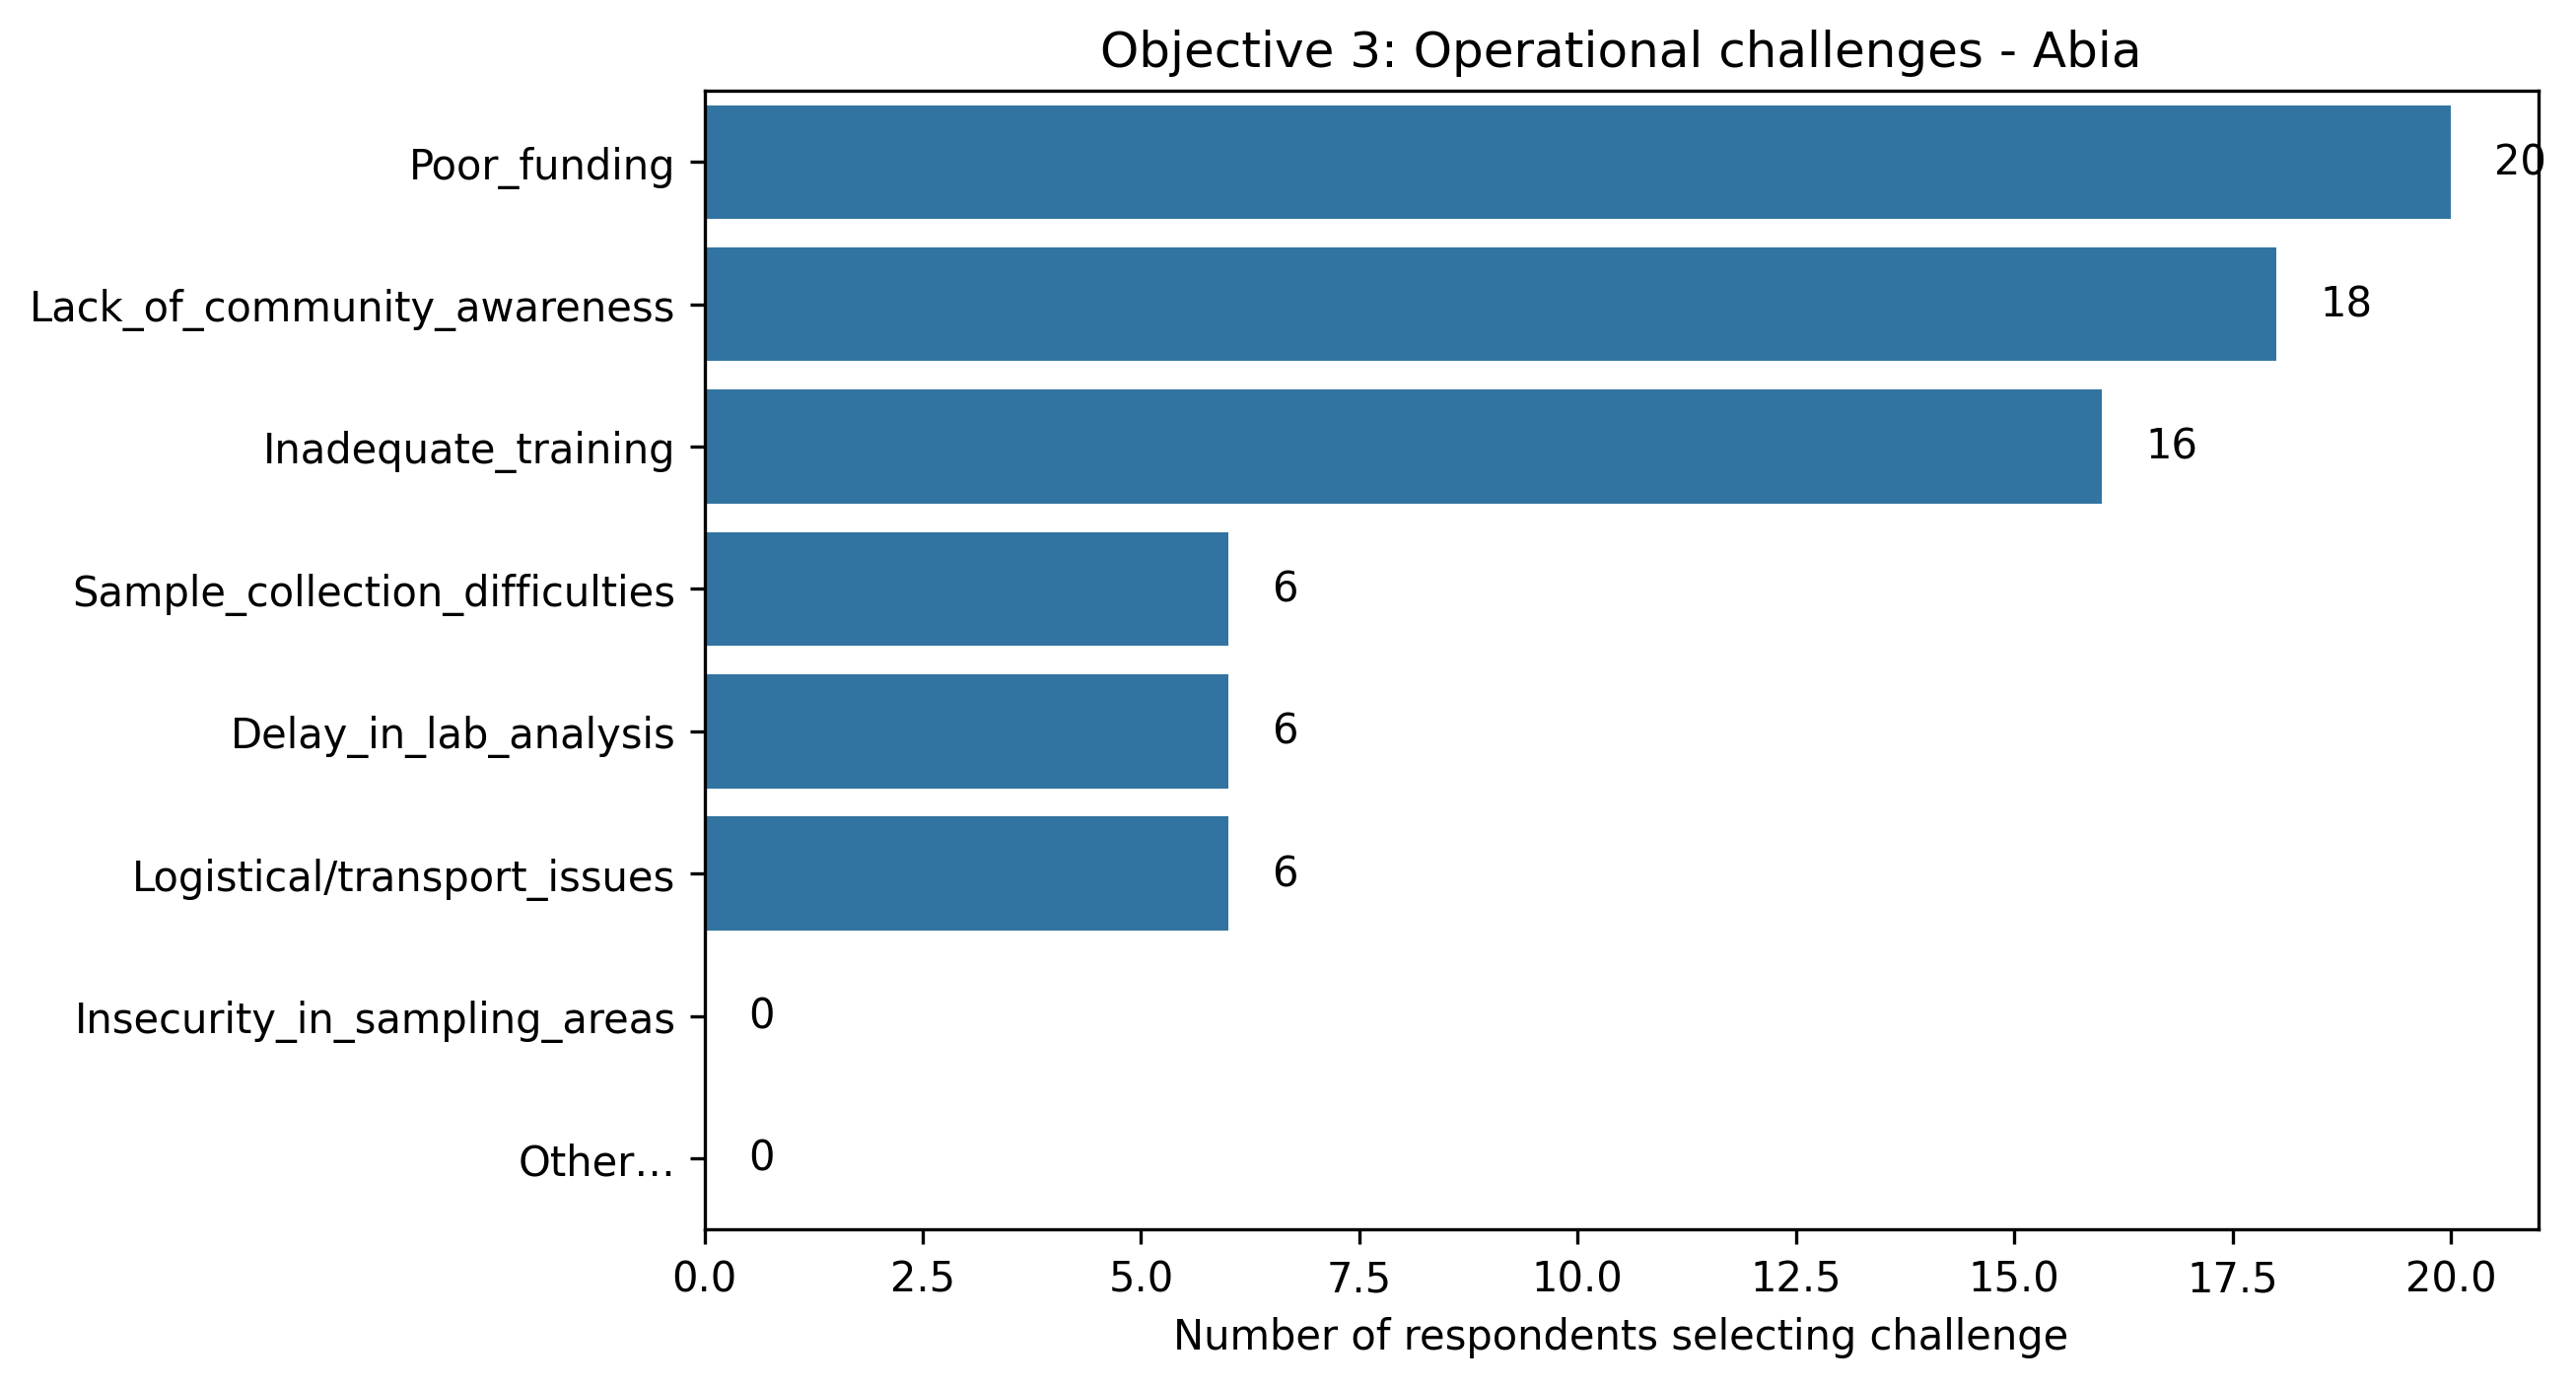 Objective 3: Operational challenges - Abia
Poor_funding 20
Lack_of_community_awareness 18
Inadequate_training 16
Sample_collection_difficulties 6
Delay_in_lab_analysis 6
Logistical/transport_issues 6
Insecurity_in_sampling_areas 0
Other... 0
0.0 2.5 5.0 7.5 10.0 12.5 15.0 17.5 20.0
Number of respondents selecting challenge